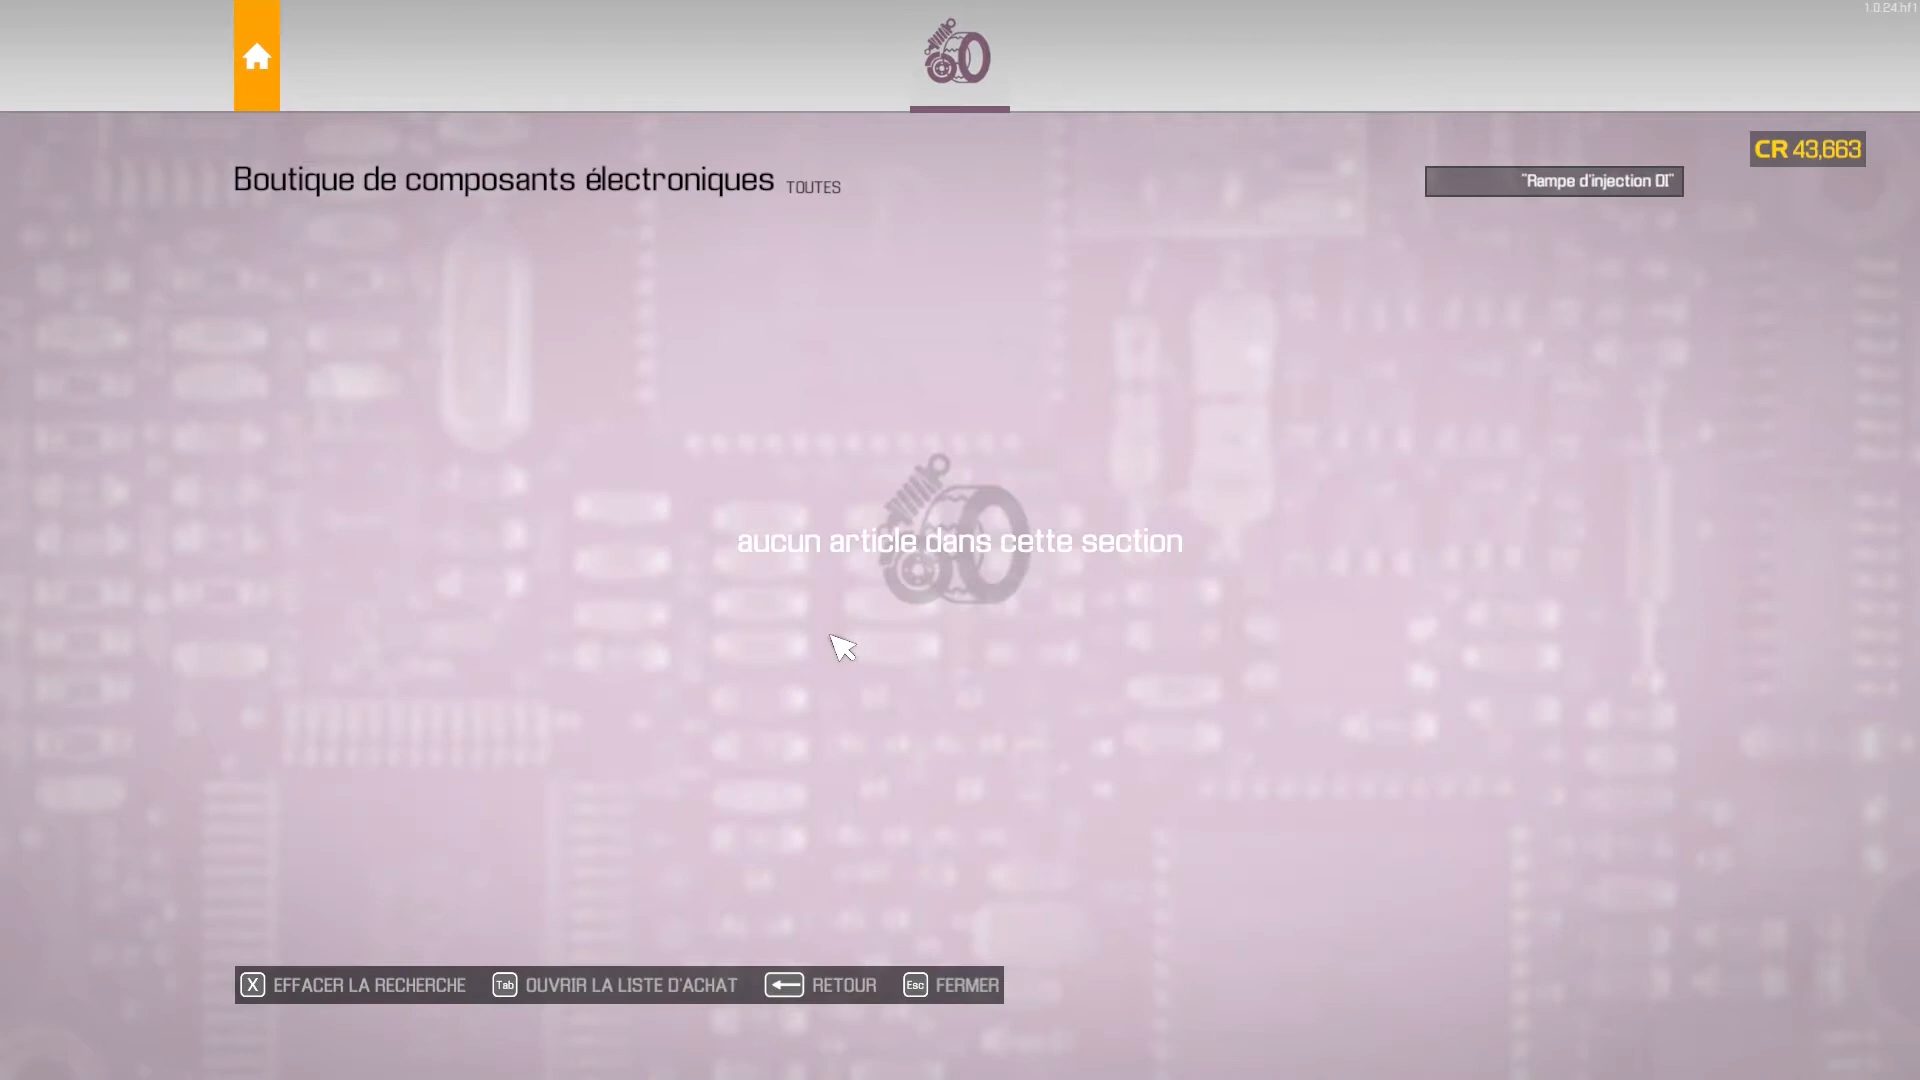 1.0.24.hf1
CR 43,663
Boutique de composants électroniques TOUTES
"Rampe d'injection DI"
aucun article dans cette section
X EFFACER LA RECHERCHE Tab OUVRIR LA LISTE D'ACHAT RETOUR Esc FERMER